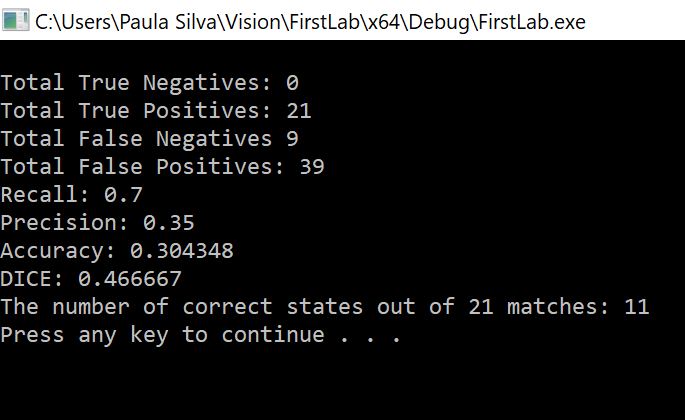 C:\Users\Paula Silva\Vision\FirstLab\x64\Debug\FirstLab.exe
Total True Negatives: 0
Total True Positives: 21
Total False Negatives 9
Total False Positives: 39
Recall: 0.7
Precision: 0.35
Accuracy: 0.304348
DICE: 0.466667
The number of correct states out of 21 matches: 11
Press any key to continue . . .